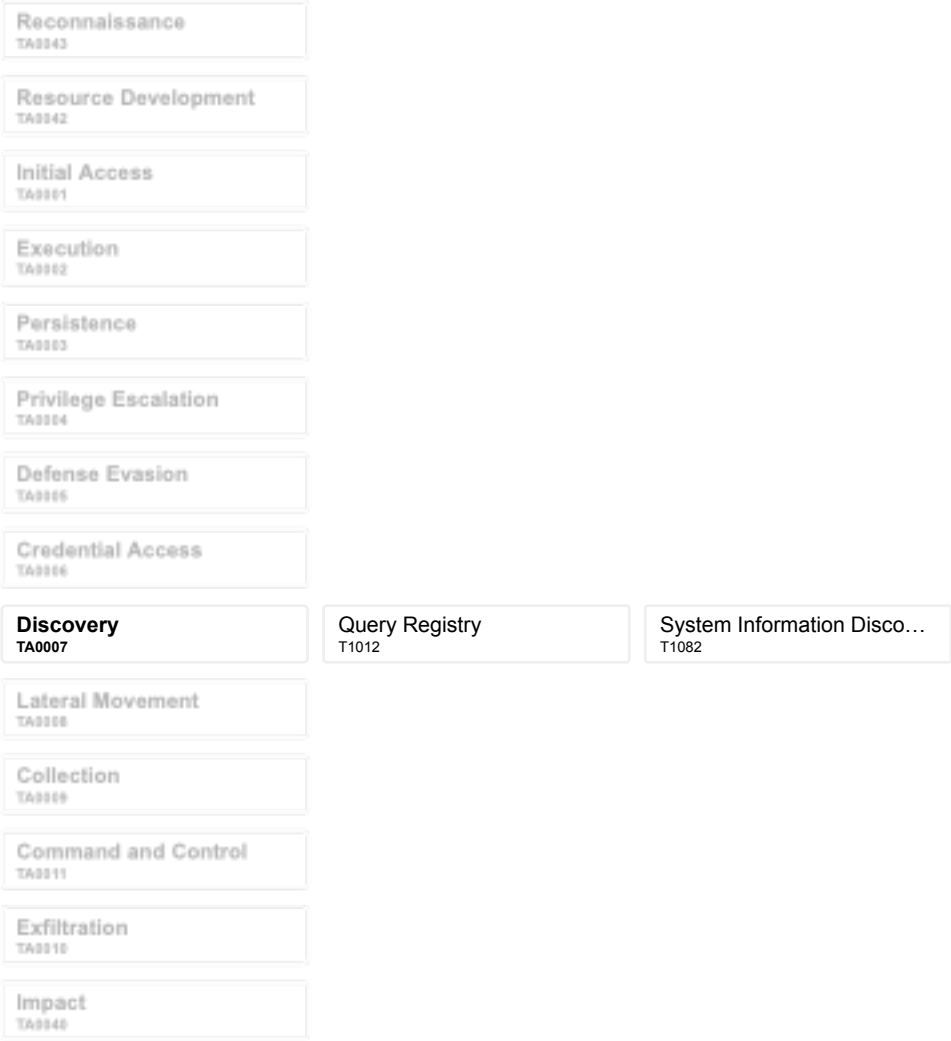 Reconnaissance
TA0043
Resource Development
TA0042
Initial Access
TA0001
Execution
TA0002
Persistence
TA0003
Privilege Escalation
TA0004
Defense Evasion
TA0005
Credential Access
TA0006
Discovery
TA0007
Query Registry
T1012
System Information Disco…
T1082
Lateral Movement
TA0008
Collection
TA0009
Command and Control
TA0011
Exfiltration
TA0010
Impact
TA0040